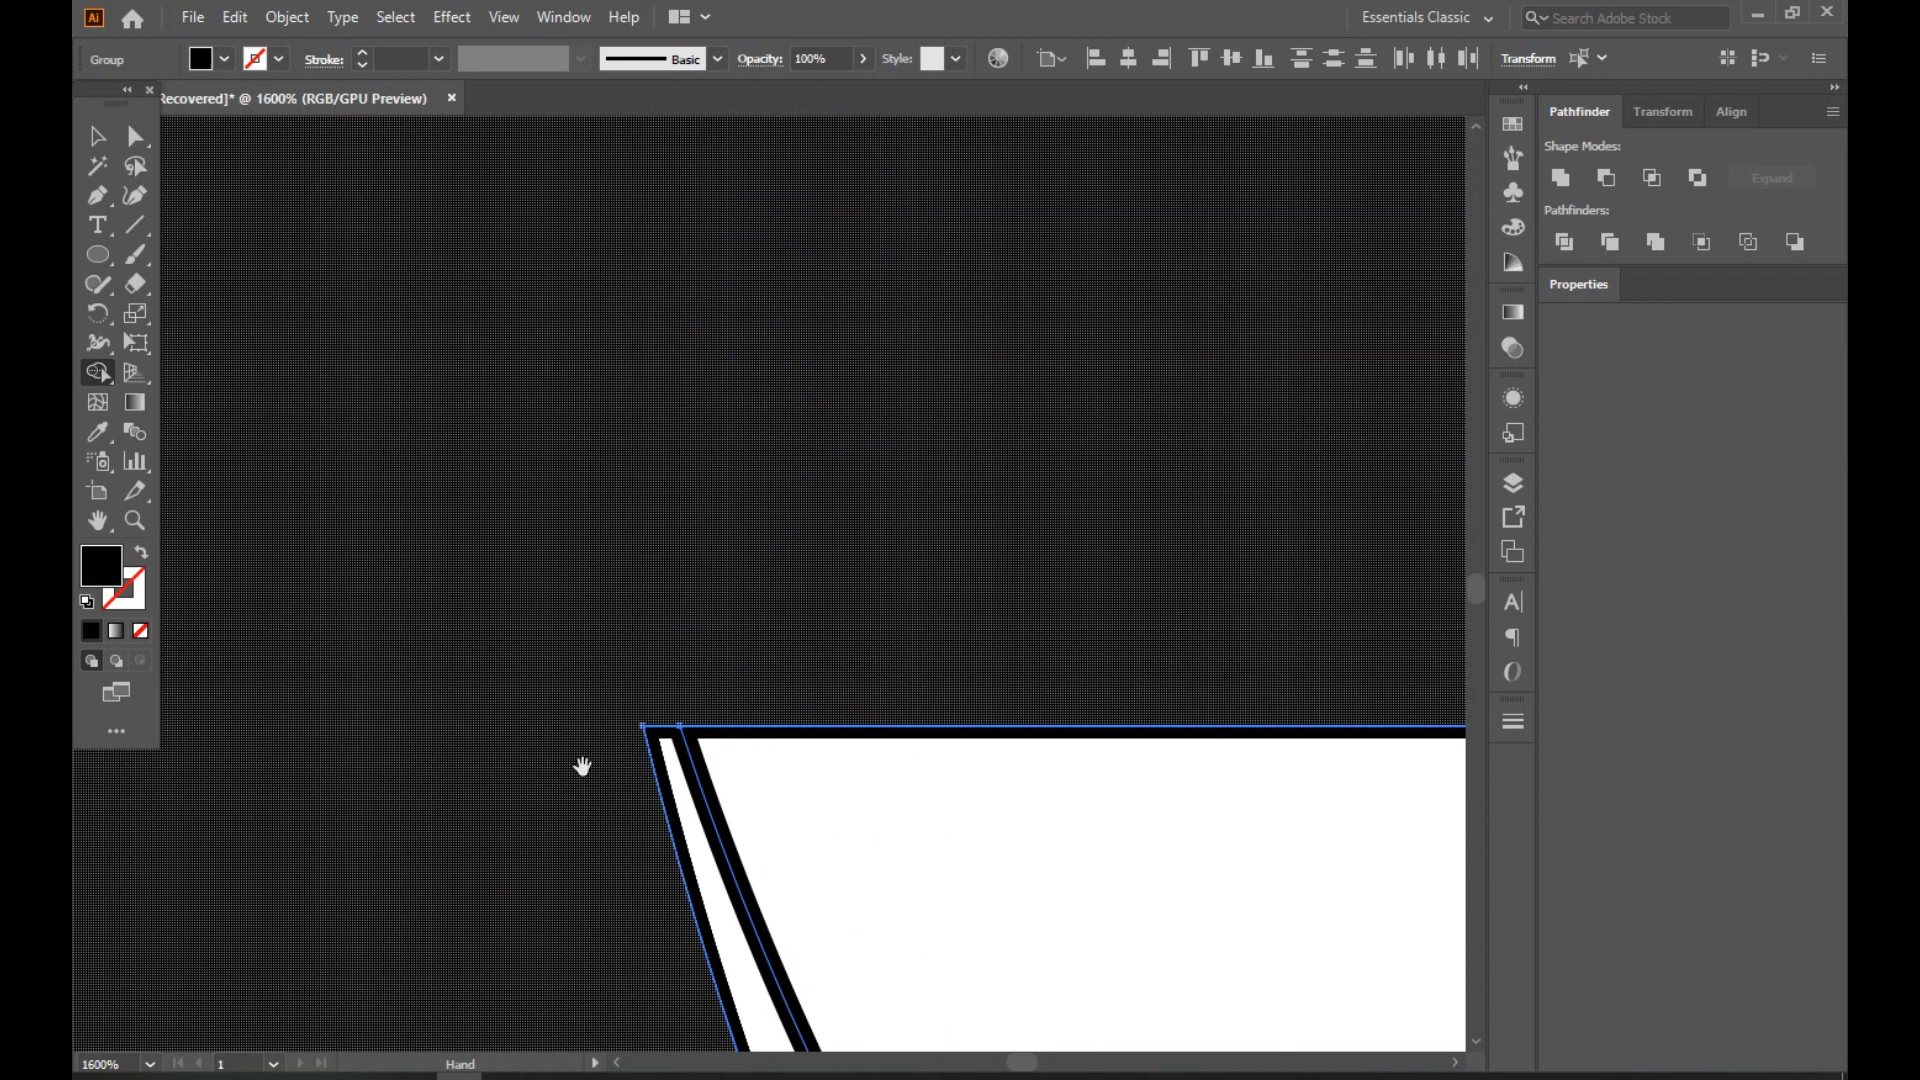 Ai File Edit Object Type Select Effect View Window Help Essentials Classic Search Adobe Stock
Group Stroke: Basic Opacity: 100% Style: Transform
Recovered]* @ 1600% (RGB/GPU Preview)
Pathfinder Transform Align
Shape Modes:
Expand
Pathfinders:
Properties
1600% 1 Hand